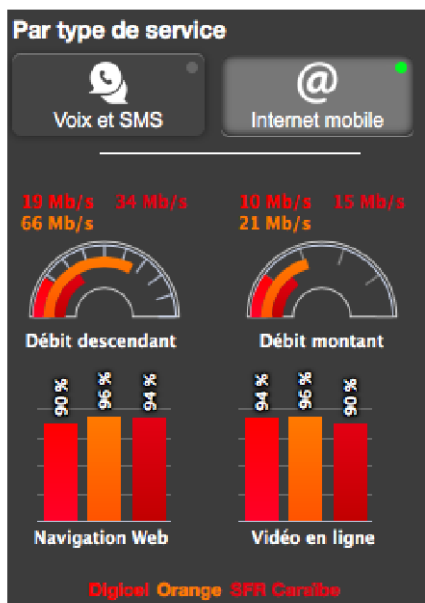 Par type de service
Voix et SMS
@
Internet mobile
19 Mb/s 34 Mb/s
66 Mb/s
10 Mb/s 15 Mb/s
21 Mb/s
Débit descendant
Débit montant
90 % 96 % 94 %
94 % 96 % 90 %
Navigation Web
Vidéo en ligne
Digicel Orange SFR Caraïbe